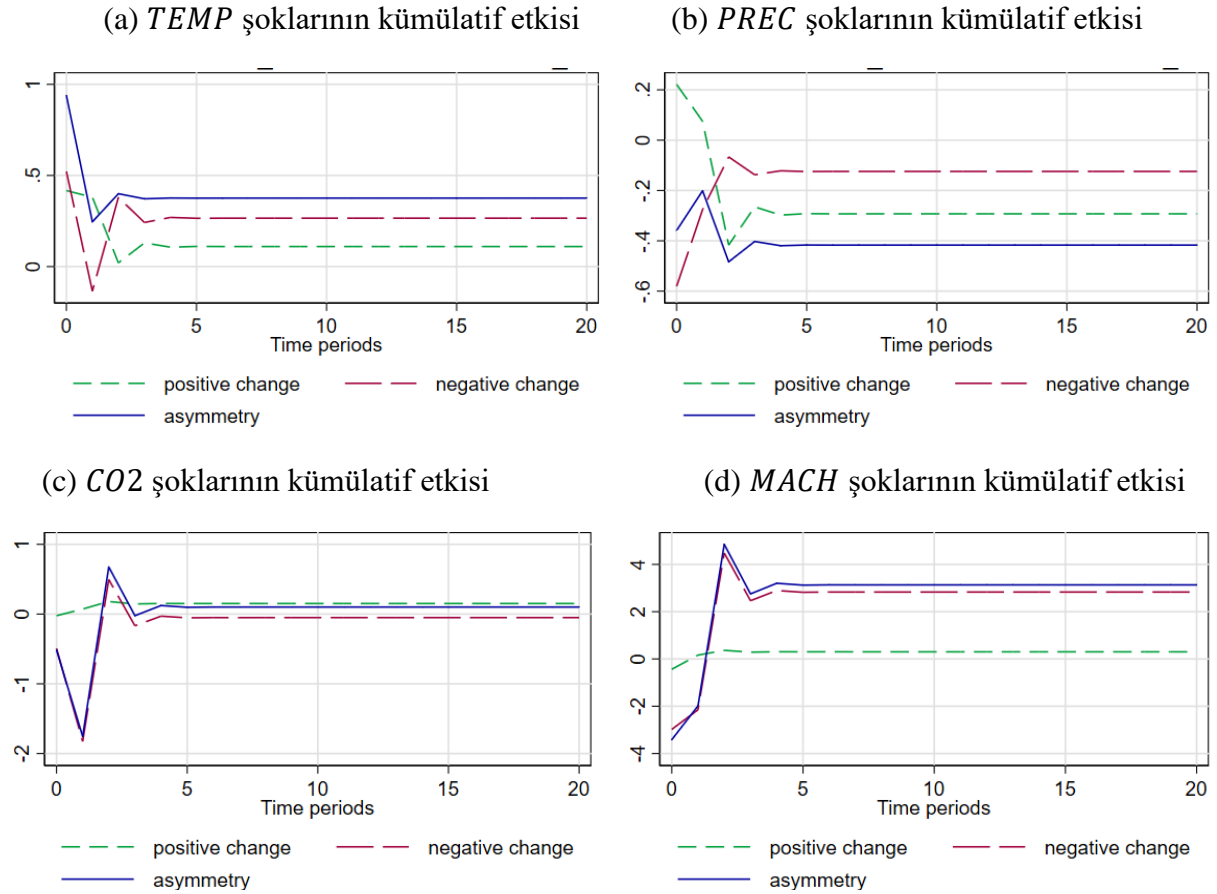 (a) TEMP şoklarının kümülatif etkisi
1
.5
0
0 5 10 15 20
Time periods
positive change negative change
asymmetry
(b) PREC şoklarının kümülatif etkisi
.2
0
-.2
-.4
-.6
0 5 10 15 20
Time periods
positive change negative change
asymmetry
(c) CO2 şoklarının kümülatif etkisi
1
0
-1
-2
0 5 10 15 20
Time periods
positive change negative change
asymmetry
(d) MACH şoklarının kümülatif etkisi
4
2
0
-2
-4
0 5 10 15 20
Time periods
positive change negative change
asymmetry